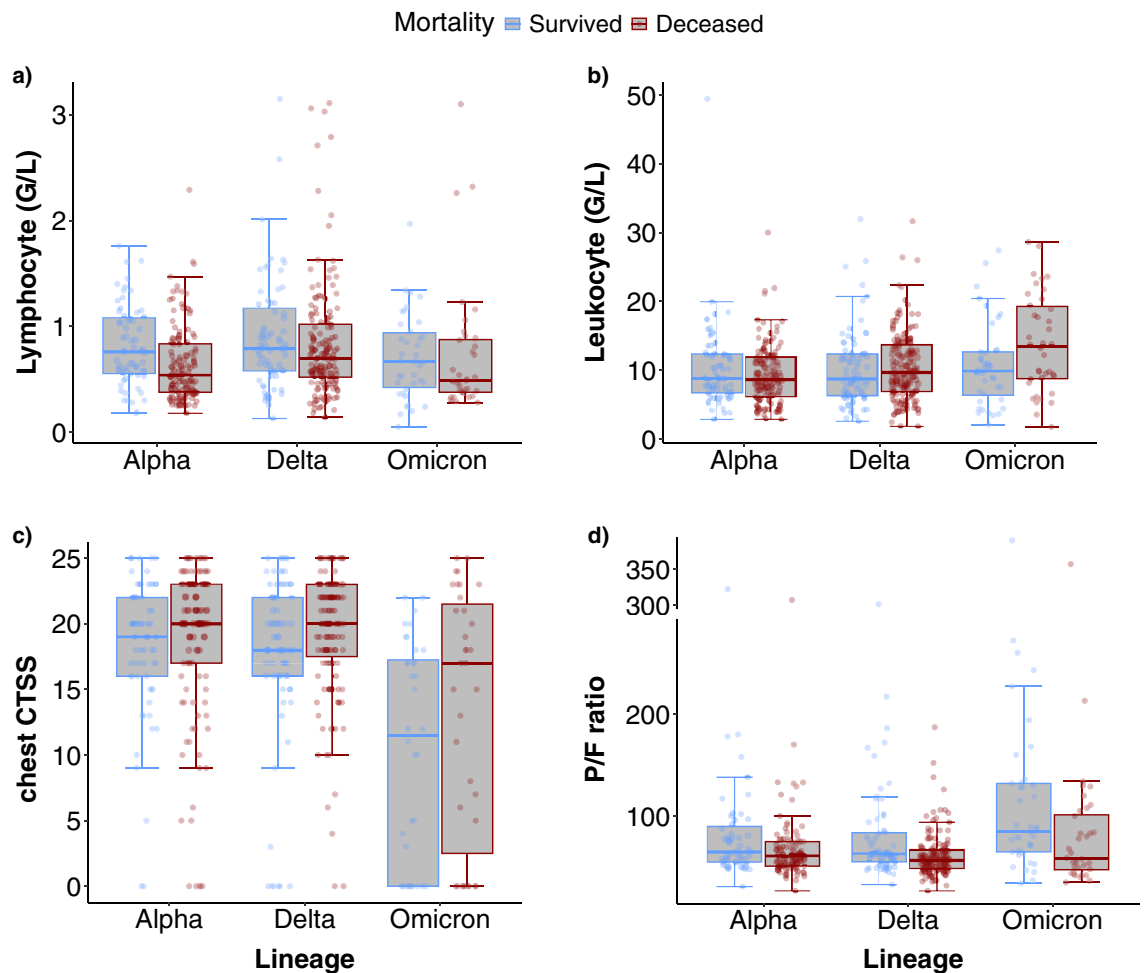 Mortality Survived Deceased
a)
Lymphocyte (G/L)
3
2
1
0
Alpha Delta Omicron
b)
Leukocyte (G/L)
50
40
30
20
10
0
Alpha Delta Omicron
c)
chest CTSS
25
20
15
10
5
0
Alpha Delta Omicron
Lineage
d)
P/F ratio
350
300
200
100
Alpha Delta Omicron
Lineage